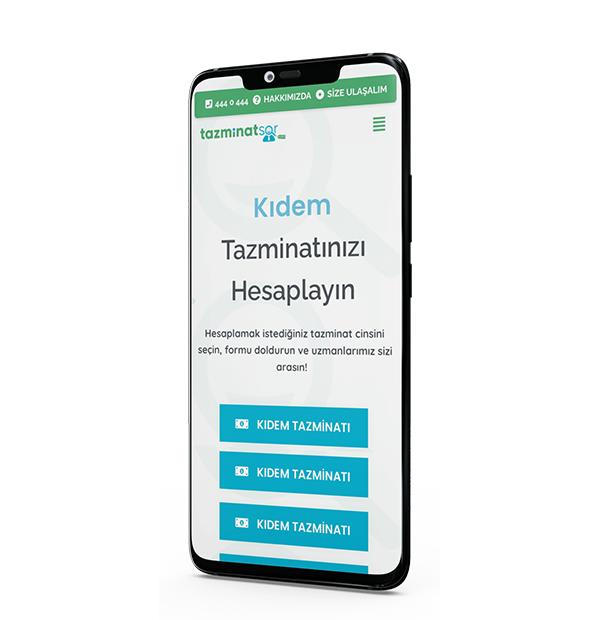 444 0 444 HAKKIMIZDA SİZE ULAŞALIM
tazminatsor
Kıdem
Tazminatınızı
Hesaplayın
Hesaplamak istediğiniz tazminat cinsini
seçin, formu doldurun ve uzmanlarımız sizi
arasın!
KIDEM TAZMİNATI
KIDEM TAZMİNATI
KIDEM TAZMİNATI